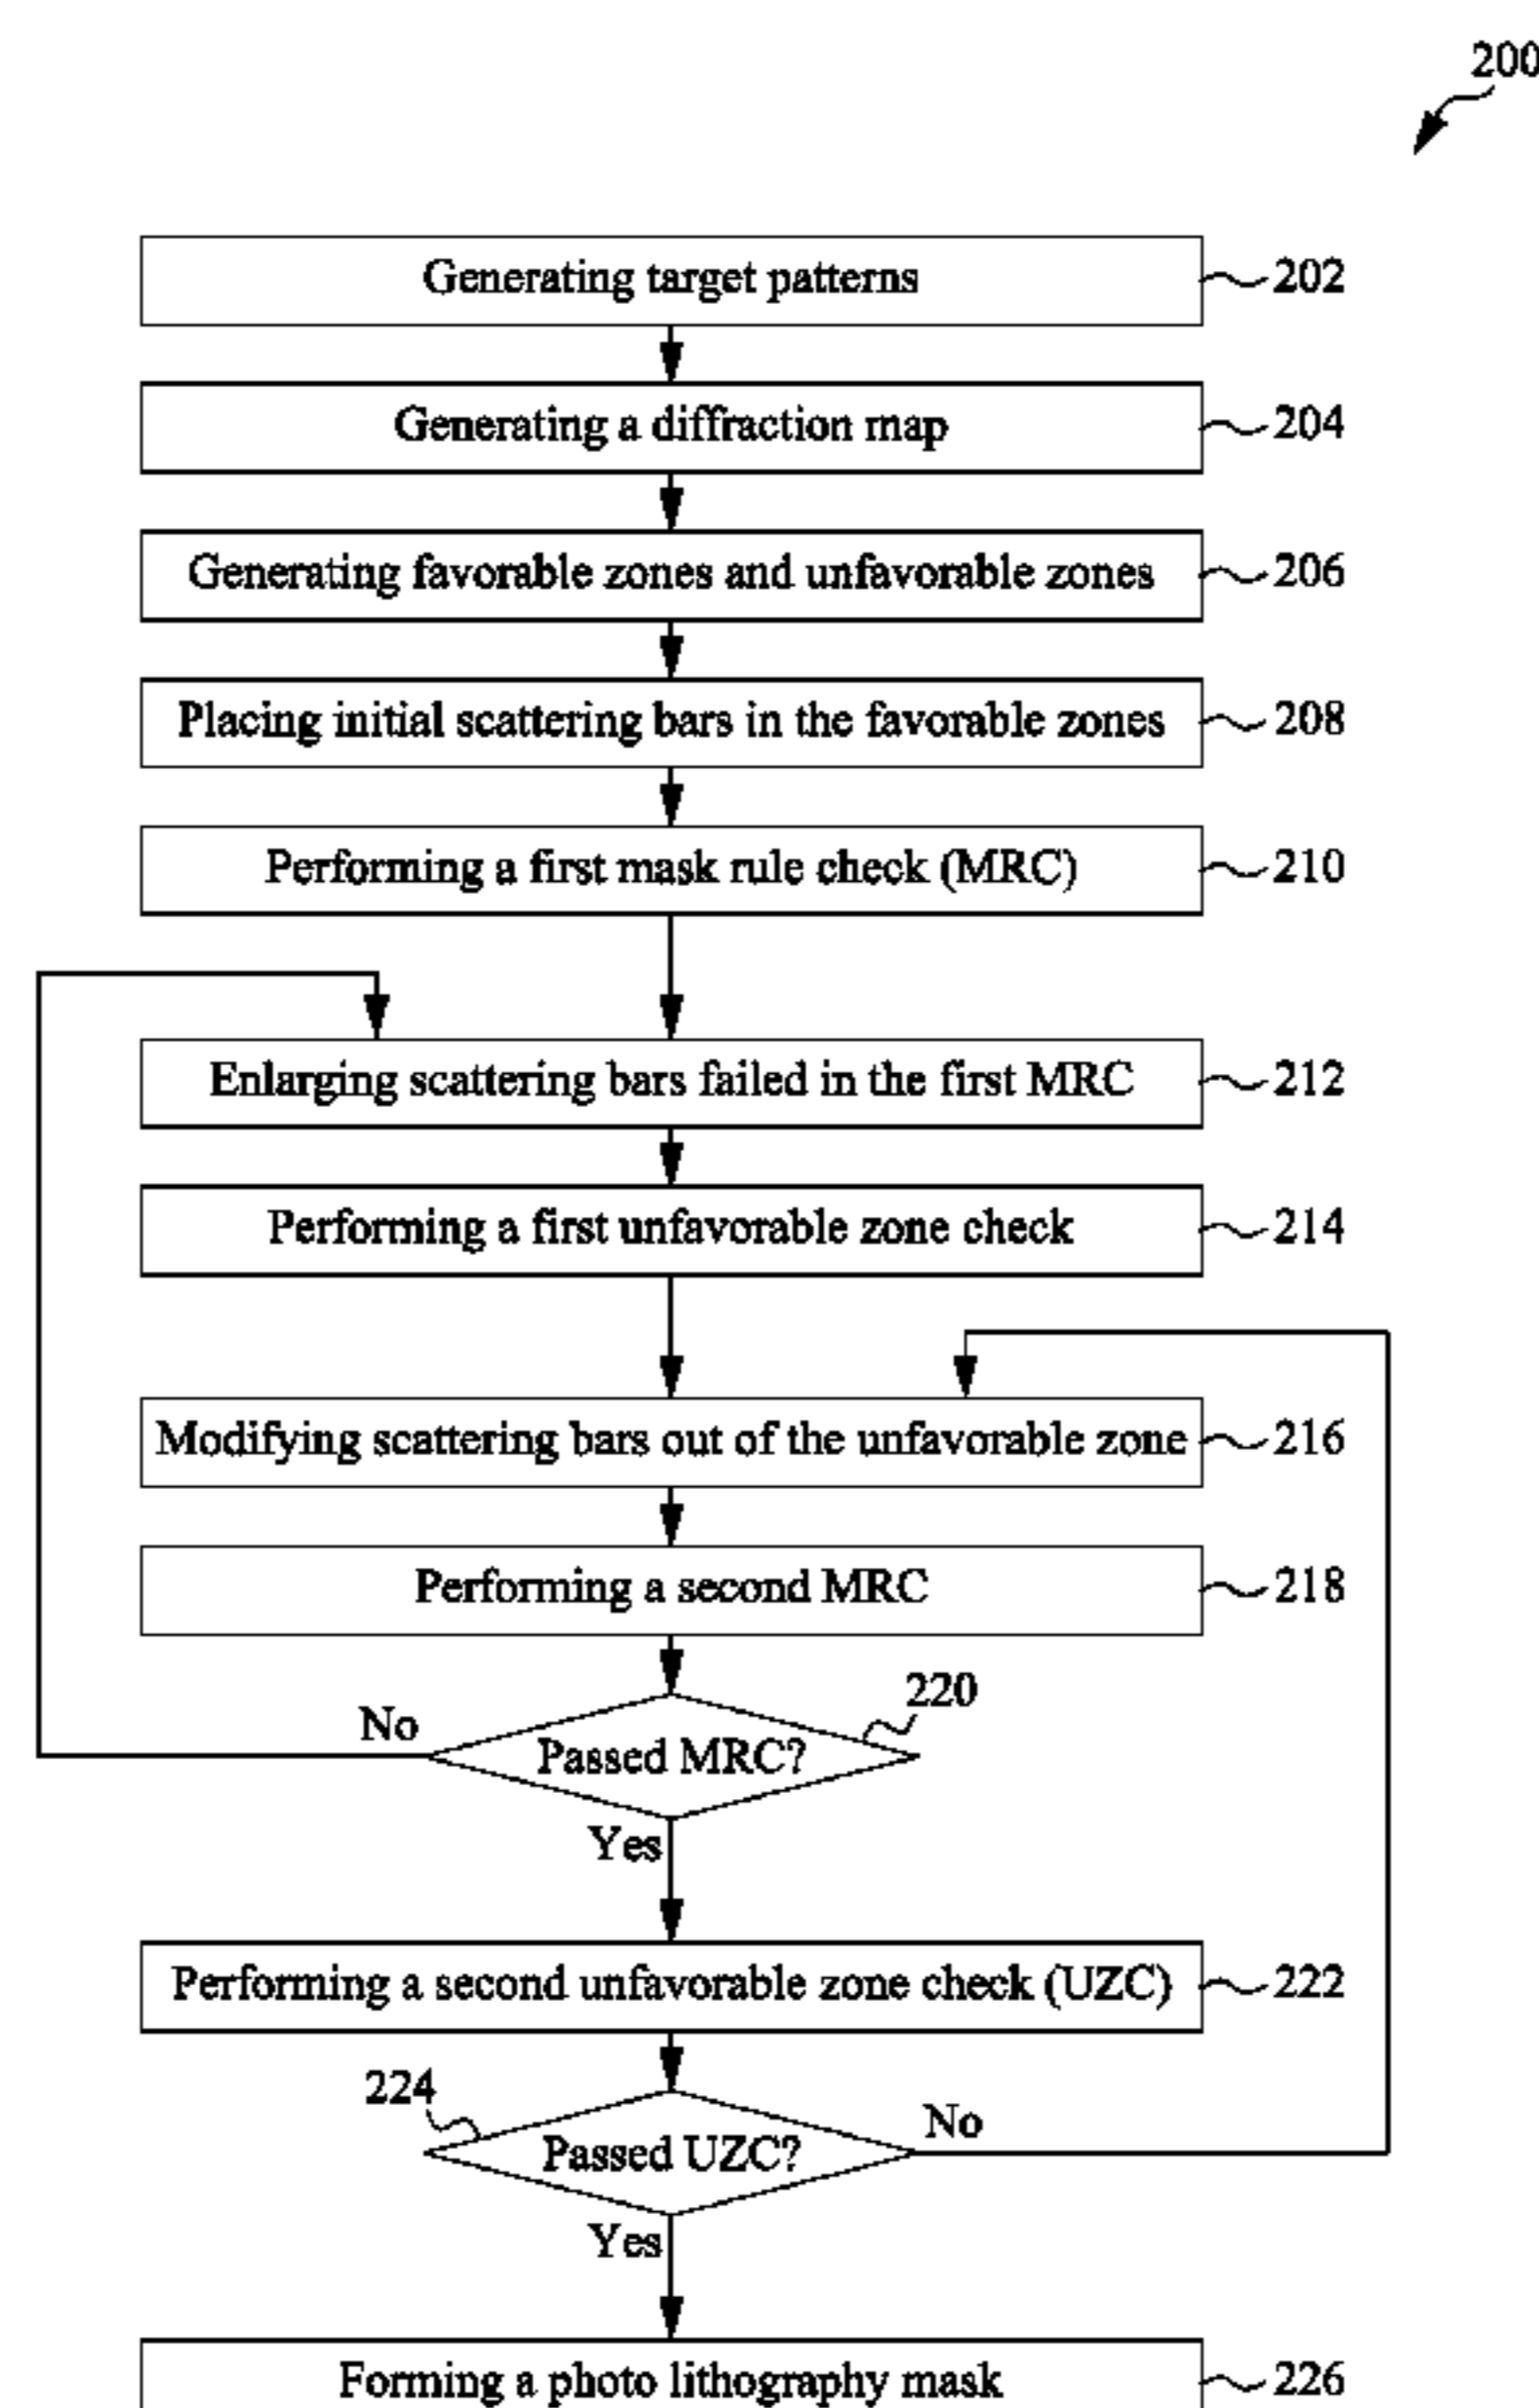 200
Generating target patterns 202
Generating a diffraction map 204
Generating favorable zones and unfavorable zones 206
Placing initial scattering bars in the favorable zones 208
Performing a first mask rule check (MRC) 210
Enlarging scattering bars failed in the first MRC 212
Performing a first unfavorable zone check 214
Modifying scattering bars out of the unfavorable zone 216
Performing a second MRC 218
220
No
Passed MRC?
Yes
Performing a second unfavorable zone check (UZC) 222
224
No
Passed UZC?
Yes
Forming a photo lithography mask 226